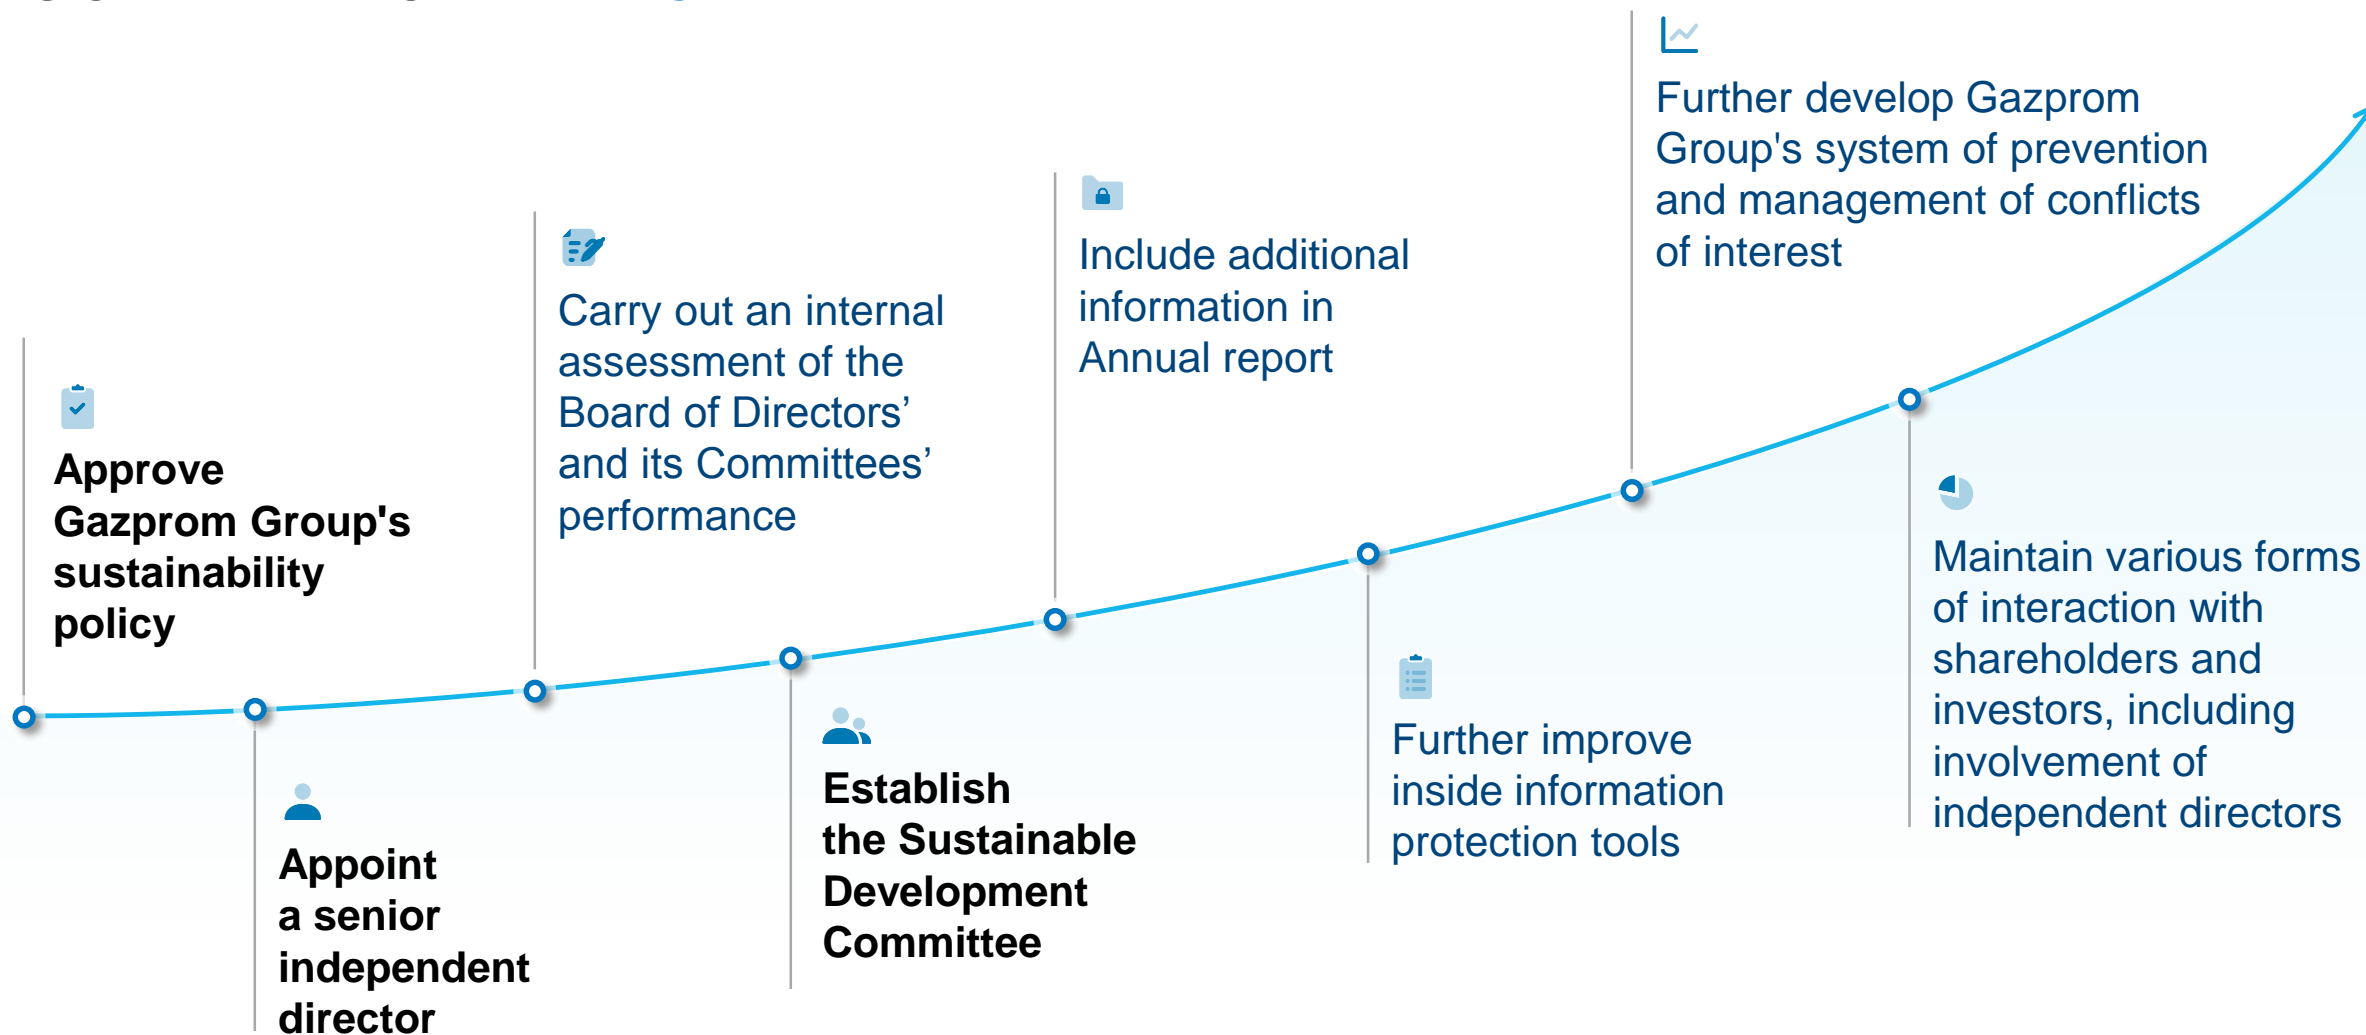 Approve
Gazprom Group's
sustainability
policy
Appoint
a senior
independent
director
Carry out an internal
assessment of the
Board of Directors’
and its Committees’
performance
Establish
the Sustainable
Development
Committee
Include additional
information in
Annual report
Further improve
inside information
protection tools
Further develop Gazprom
Group's system of prevention
and management of conflicts
of interest
Maintain various forms
of interaction with
shareholders and
investors, including
involvement of
independent directors